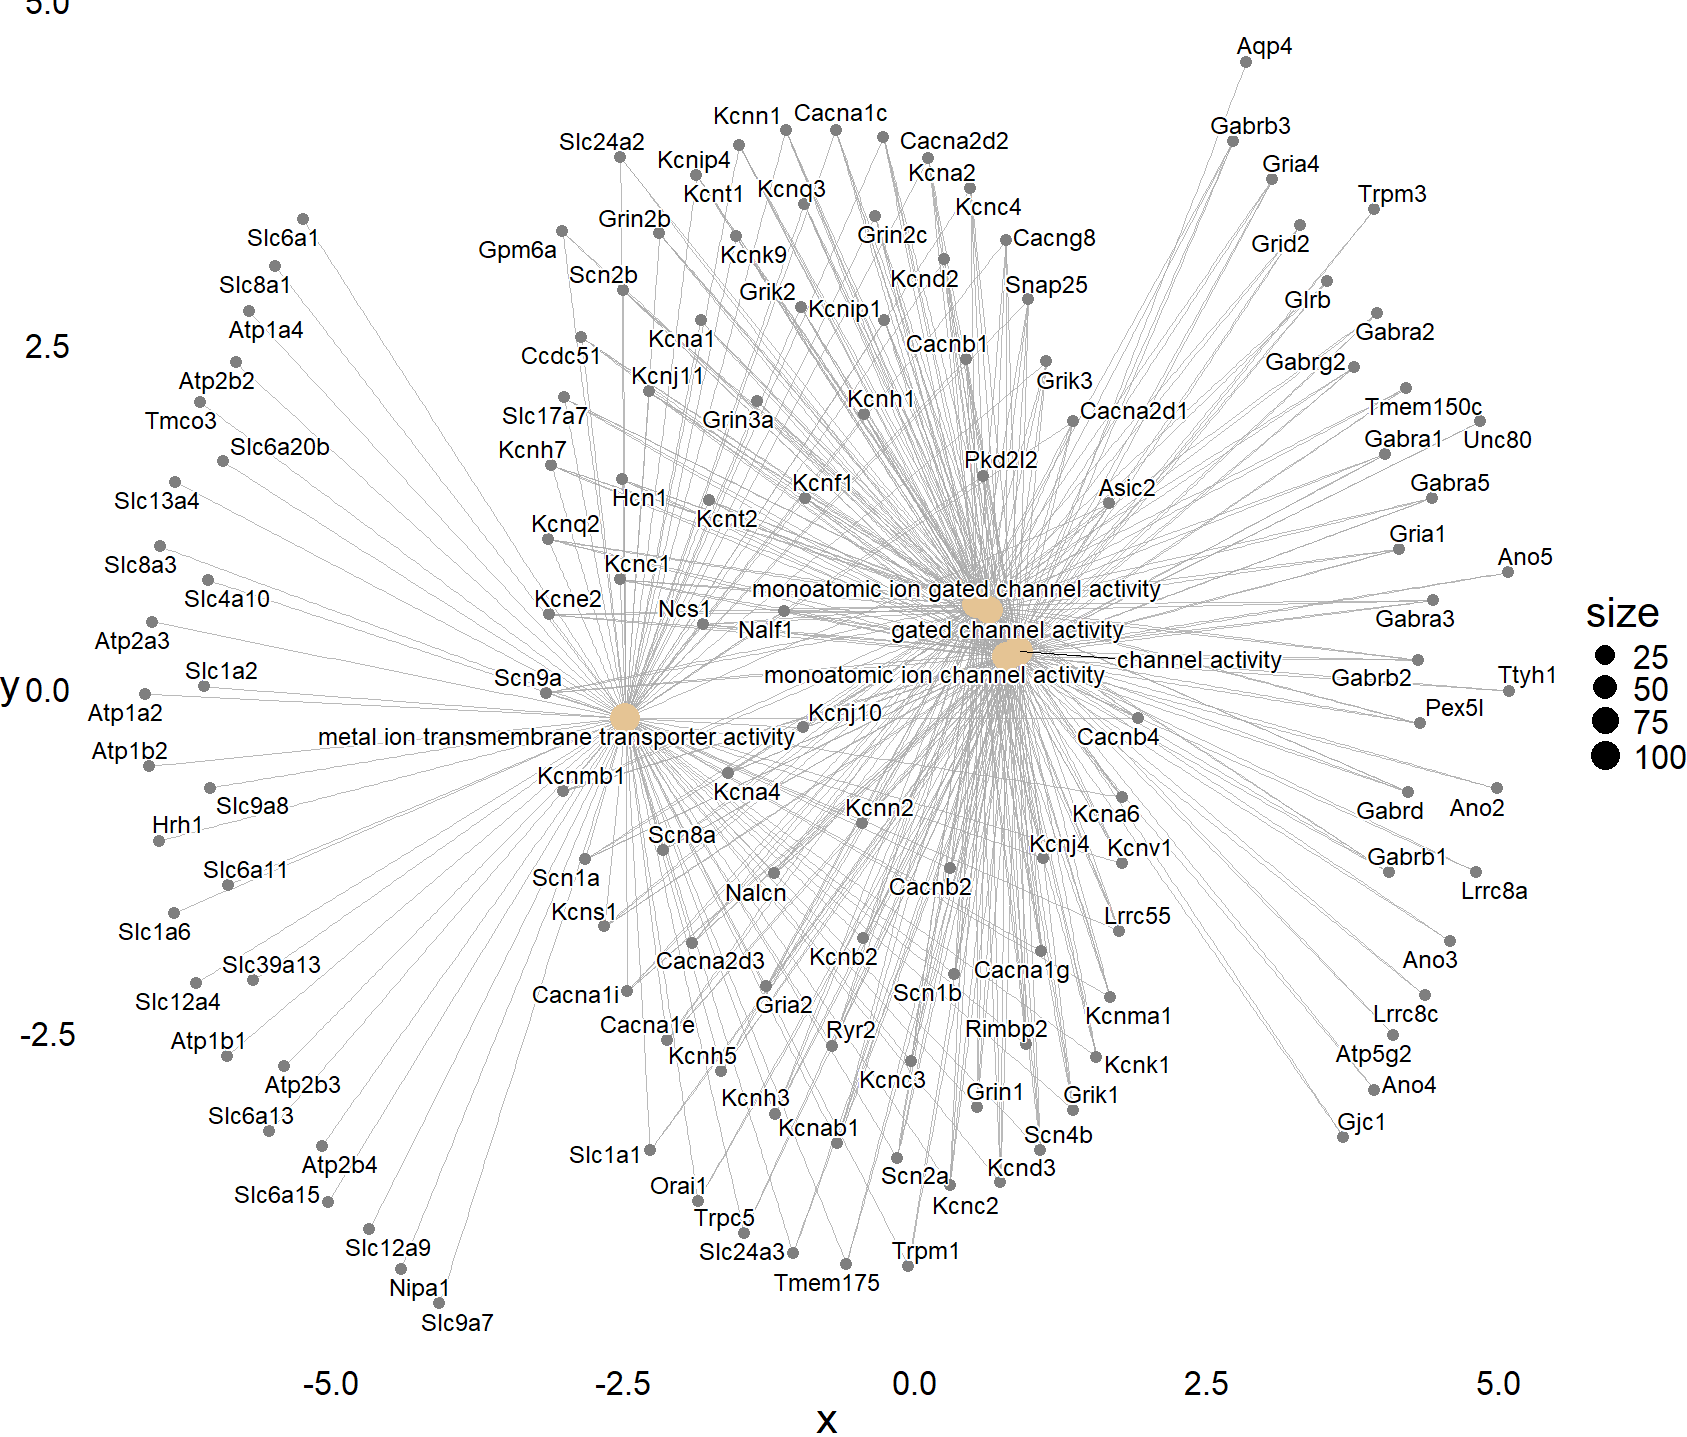 5.0
Aqp4
Kcnn1 Cacna1c
Gabrb3
Slc24a2
Cacna2d2
Kcnip4
Gria4
Kcna2
Kcnt1 Kcnq3
Trpm3
Kcnc4
Grin2b
Grin2c
Slc6a1
Cacng8
Grid2
Gpm6a
Kcnk9
Scn2b
Kcnd2
Slc8a1
Snap25
Grik2
Glrb
Kcnip1
Atp1a4
Gabra2
Kcna1
Cacnb1
2.5
Ccdc51
Gabrg2
Kcnj11
Atp2b2
Grik3
Kcnh1
Tmem150c
Cacna2d1
Slc17a7
Grin3a
Tmco3
Gabra1
Unc80
Slc6a20b
Kcnh7
Pkd2l2
Kcnf1
Gabra5
Asic2
Hcn1
Slc13a4
Kcnt2
Kcnq2
Gria1
Ano5
Slc8a3
Kcnc1
monoatomic ion gated channel activity
Slc4a10
Kcne2
Ncs1
Gabra3
Nalf1
gated channel activity
Atp2a3
size
25
50
75
100
channel activity
Slc1a2
Scn9a
monoatomic ion channel activity
Gabrb2
Ttyh1
y
0.0
Pex5l
Atp1a2
Kcnj10
metal ion transmembrane transporter activity
Cacnb4
Atp1b2
Kcnmb1
Kcna4
Slc9a8
Kcnn2
Kcna6
Gabrd
Ano2
Hrh1
Scn8a
Kcnj4
Kcnv1
Gabrb1
Slc6a11
Scn1a
Nalcn
Cacnb2
Lrrc8a
Kcns1
Lrrc55
Slc1a6
Kcnb2
Cacna2d3
Ano3
Slc39a13
Cacna1g
Cacna1i
Scn1b
Slc12a4
Gria2
Kcnma1
Lrrc8c
Cacna1e
Ryr2
Rimbp2
-2.5
Atp1b1
Kcnh5
Atp5g2
Kcnk1
Kcnc3
Atp2b3
Ano4
Grin1
Grik1
Kcnh3
Slc6a13
Gjc1
Kcnab1
Scn4b
Slc1a1
Atp2b4
Kcnd3
Scn2a
Orai1
Slc6a15
Kcnc2
Trpc5
Slc12a9
Slc24a3
Trpm1
Tmem175
Nipa1
Slc9a7
-5.0
-2.5
0.0
2.5
5.0
x